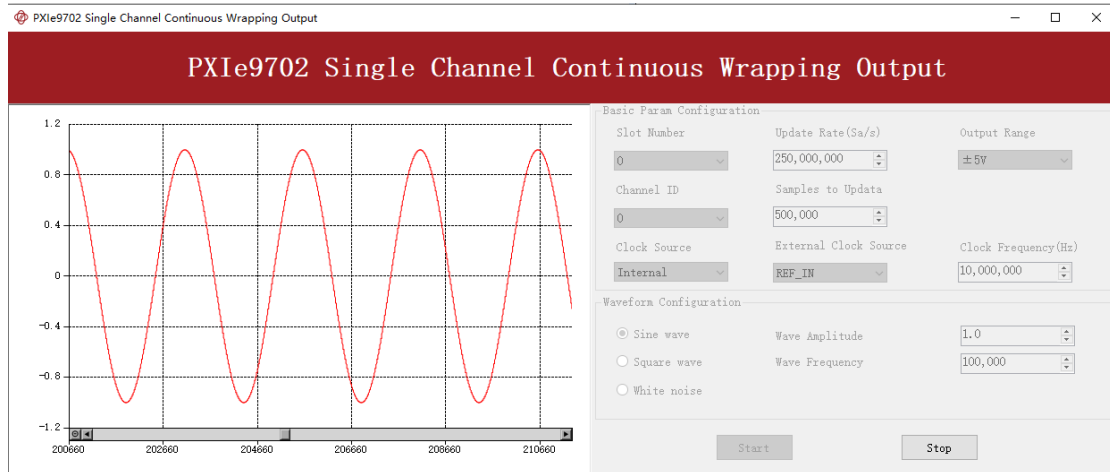 PXIe9702 Single Channel Continuous Wrapping Output
PXIe9702 Single Channel Continuous Wrapping Output
1.2
0.8
0.4
0
-0.4
-0.8
-1.2
200660
202660
204660
206660
208660
210660
Basic Param Configuration
Slot Number
Update Rate(Sa/s)
Output Range
0
250,000,000
±5V
Channel ID
Samples to Updata
0
500,000
Clock Source
External Clock Source
Clock Frequency(Hz)
Internal
REF_IN
10,000,000
Waveform Configuration
Sine wave
Wave Amplitude
1.0
Square wave
Wave Frequency
100,000
White noise
Start
Stop